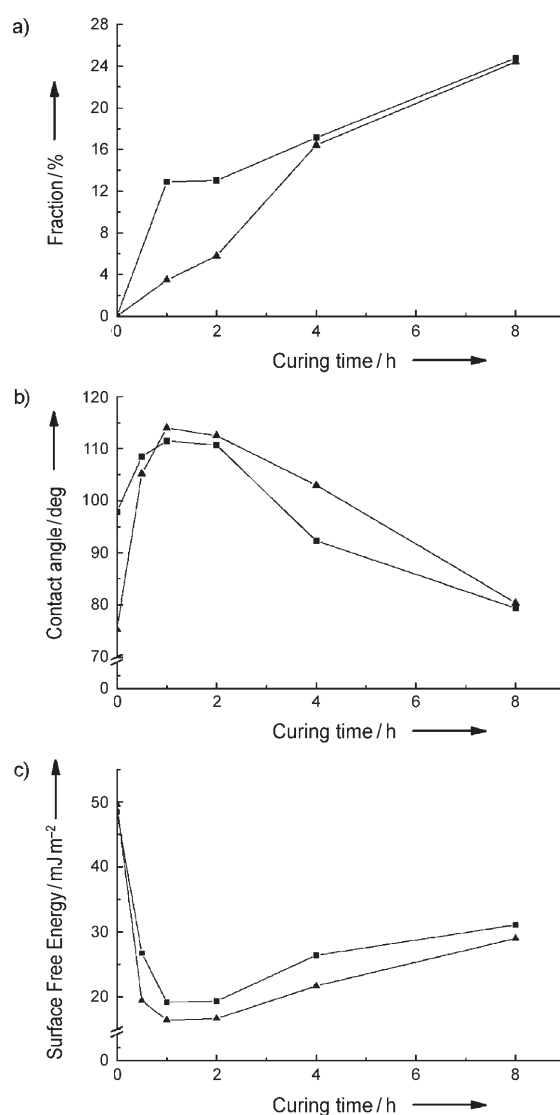 a)
28
24
20
16
12
8
4
0
Fraction / %
0 2 4 6 8
Curing time / h
b)
120
110
100
90
80
70
0
Contact angle / deg
0 2 4 6 8
Curing time / h
c)
50
40
30
20
0
Surface Free Energy / mJ m⁻²
0 2 4 6 8
Curing time / h